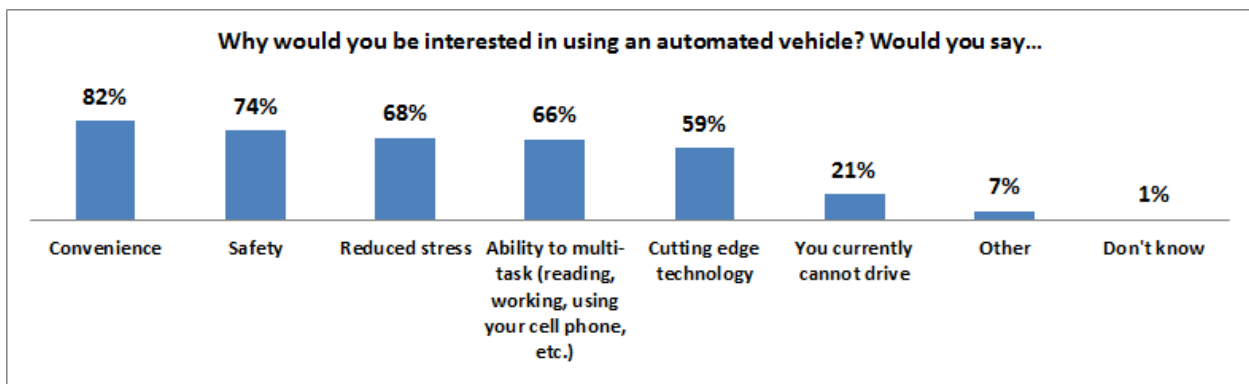 Why would you be interested in using an automated vehicle? Would you say...
82%
74%
68%
66%
59%
21%
7%
1%
Convenience
Safety
Reduced stress
Ability to multi-
task (reading,
working, using
your cell phone,
etc.)
Cutting edge
technology
You currently
cannot drive
Other
Don't know